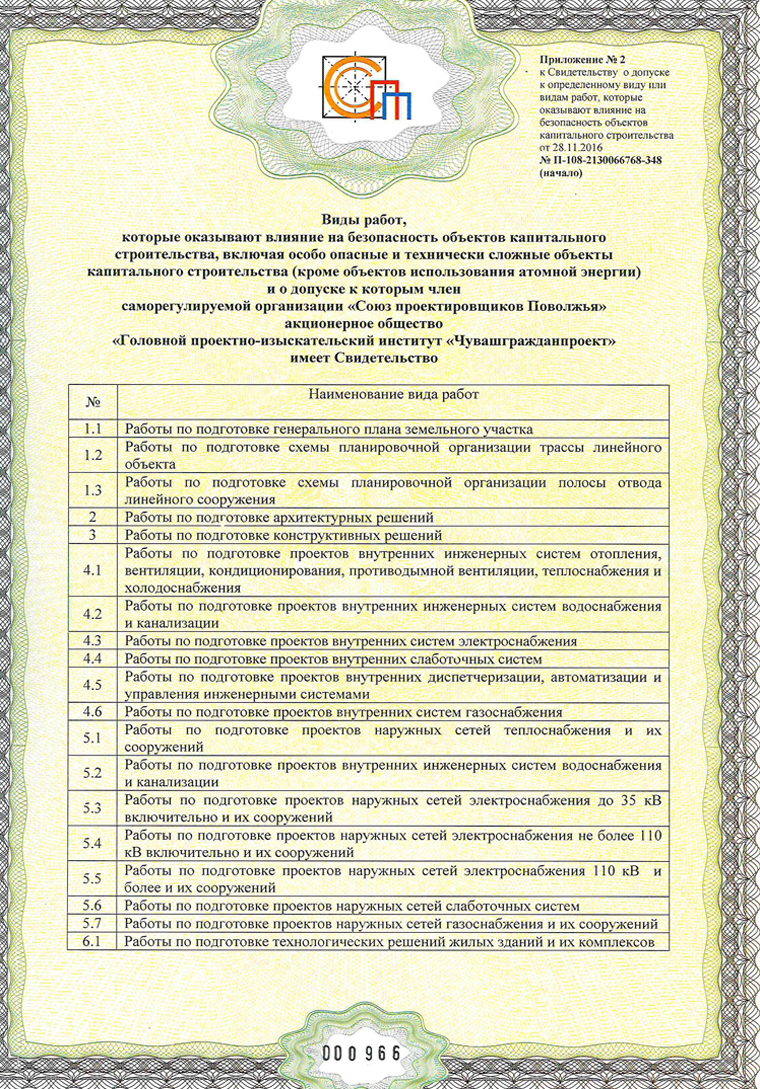 Приложение № 2
к Свидетельству о допуске
к определенному виду или
видам работ, которые
оказывают влияние на
безопасность объектов
капитального строительства
от 28.11.2016
№ П-108-2130066768-348
(начало)
Виды работ,
которые оказывают влияние на безопасность объектов капитального
строительства, включая особо опасные и технически сложные объекты
капитального строительства (кроме объектов использования атомной энергии)
и о допуске к которым член
саморегулируемой организации «Союз проектировщиков Поволжья»
акционерное общество
«Головной проектно-изыскательский институт «Чувашгражданпроект»
имеет Свидетельство
№ Наименование вида работ
1.1 Работы по подготовке генерального плана земельного участка
1.2 Работы по подготовке схемы планировочной организации трассы линейного
объекта
1.3 Работы по подготовке схемы планировочной организации полосы отвода
линейного сооружения
2 Работы по подготовке архитектурных решений
3 Работы по подготовке конструктивных решений
4.1 Работы по подготовке проектов внутренних инженерных систем отопления,
вентиляции, кондиционирования, противодымной вентиляции, теплоснабжения и
холодоснабжения
4.2 Работы по подготовке проектов внутренних инженерных систем водоснабжения
и канализации
4.3 Работы по подготовке проектов внутренних систем электроснабжения
4.4 Работы по подготовке проектов внутренних слаботочных систем
4.5 Работы по подготовке проектов внутренних диспетчеризации, автоматизации и
управления инженерными системами
4.6 Работы по подготовке проектов внутренних систем газоснабжения
5.1 Работы по подготовке проектов наружных сетей теплоснабжения и их
сооружений
5.2 Работы по подготовке проектов внутренних инженерных систем водоснабжения
и канализации
5.3 Работы по подготовке проектов наружных сетей электроснабжения до 35 кВ
включительно и их сооружений
5.4 Работы по подготовке проектов наружных сетей электроснабжения не более 110
кВ включительно и их сооружений
5.5 Работы по подготовке проектов наружных сетей электроснабжения 110 кВ и
более и их сооружений
5.6 Работы по подготовке проектов наружных сетей слаботочных систем
5.7 Работы по подготовке проектов наружных сетей газоснабжения и их сооружений
6.1 Работы по подготовке технологических решений жилых зданий и их комплексов
000966